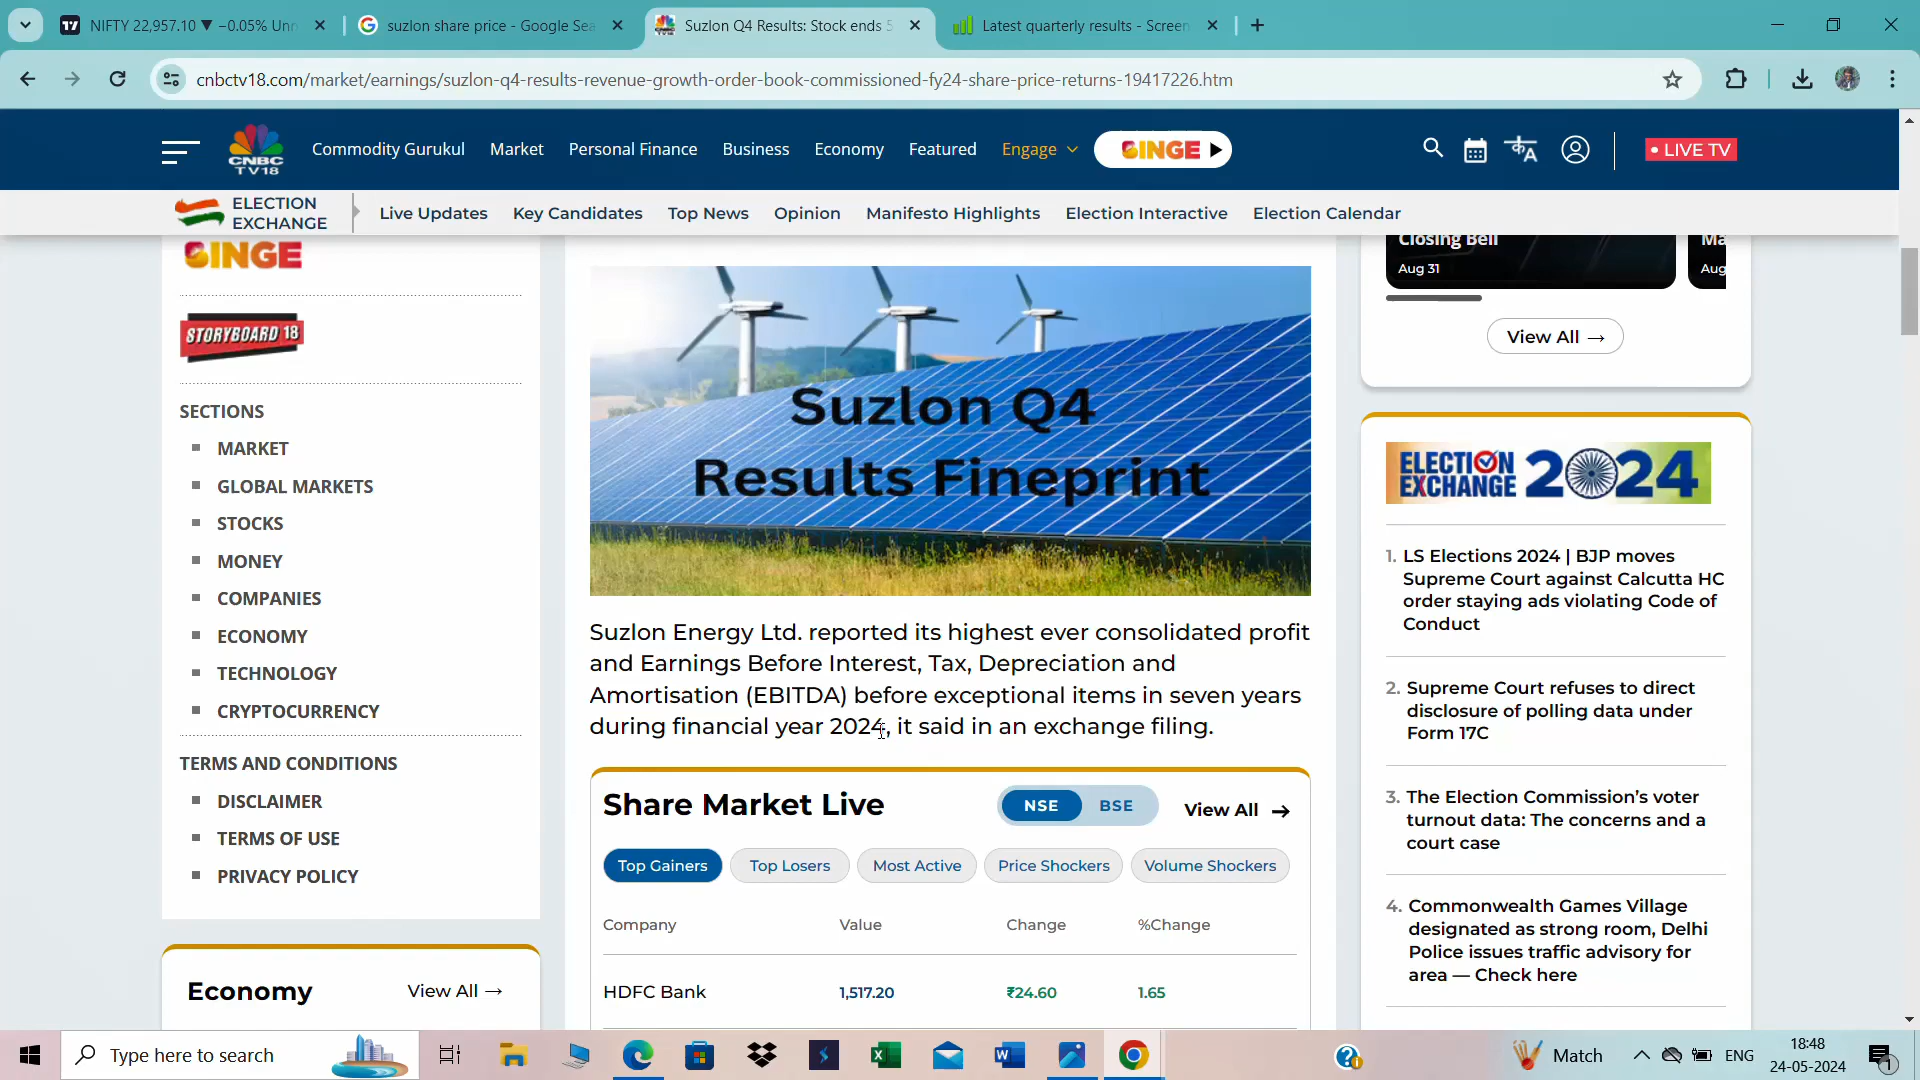 NIFTY 22,957.10 ▼ −0.05% Unn
suzlon share price - Google Sea
Suzlon Q4 Results: Stock ends 5
Latest quarterly results - Screen
cnbctv18.com/market/earnings/suzlon-q4-results-revenue-growth-order-book-commissioned-fy24-share-price-returns-19417226.htm
CNBC
TV18
Commodity Gurukul
Market
Personal Finance
Business
Economy
Featured
Engage
BINGE
• LIVE TV
ELECTION
EXCHANGE
Live Updates
Key Candidates
Top News
Opinion
Manifesto Highlights
Election Interactive
Election Calendar
BINGE
STORYBOARD 18
SECTIONS
MARKET
GLOBAL MARKETS
STOCKS
MONEY
COMPANIES
ECONOMY
TECHNOLOGY
CRYPTOCURRENCY
TERMS AND CONDITIONS
DISCLAIMER
TERMS OF USE
PRIVACY POLICY
Economy
View All →
Suzlon Q4
Results Fineprint
Suzlon Energy Ltd. reported its highest ever consolidated profit
and Earnings Before Interest, Tax, Depreciation and
Amortisation (EBITDA) before exceptional items in seven years
during financial year 2024, it said in an exchange filing.
Share Market Live
NSE
BSE
View All →
Top Gainers
Top Losers
Most Active
Price Shockers
Volume Shockers
Company Value Change %Change
HDFC Bank 1,517.20 ₹24.60 1.65
Closing Bell
Aug 31
Ma
Aug
View All →
ELECTION
EXCHANGE 2024
1. LS Elections 2024 | BJP moves
Supreme Court against Calcutta HC
order staying ads violating Code of
Conduct
2. Supreme Court refuses to direct
disclosure of polling data under
Form 17C
3. The Election Commission’s voter
turnout data: The concerns and a
court case
4. Commonwealth Games Village
designated as strong room, Delhi
Police issues traffic advisory for
area — Check here
Type here to search
Match
ENG
18:48
24-05-2024
1